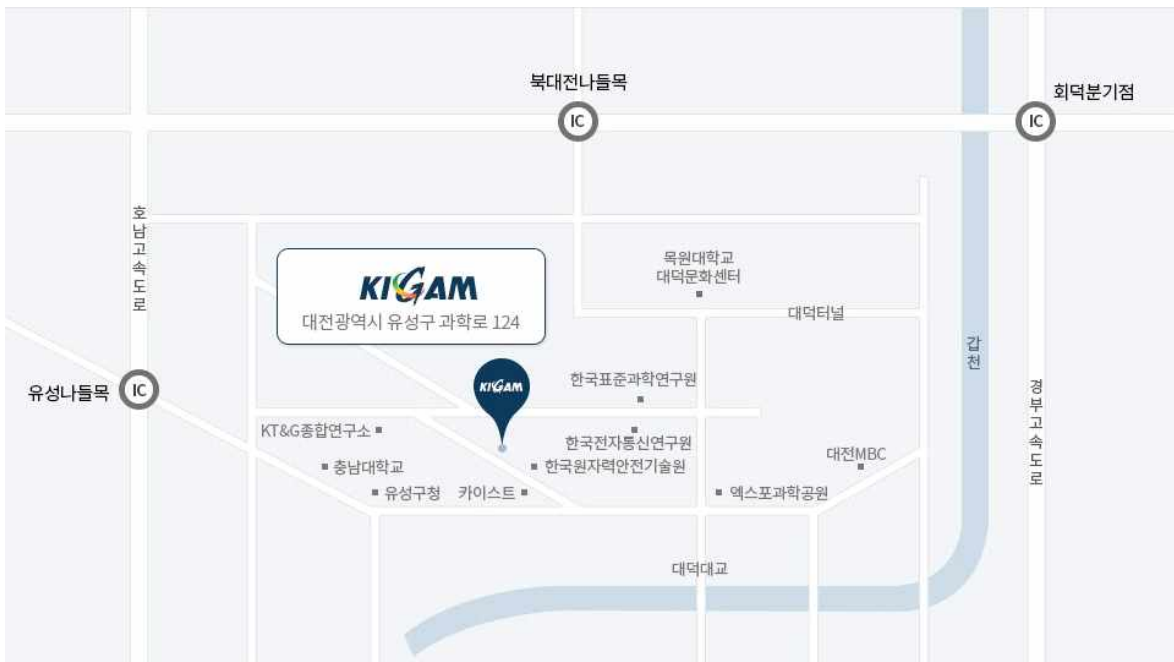 북대전나들목
IC
회덕분기점
IC
호남고속도로
KIGAM
대전광역시 유성구 과학로 124
목원대학교
대덕문화센터
대덕터널
갑천
유성나들목
IC
KIGAM
한국표준과학연구원
경부고속도로
KT&G종합연구소
한국전자통신연구원
충남대학교
한국원자력안전기술원
대전MBC
유성구청
카이스트
엑스포과학공원
대덕대교